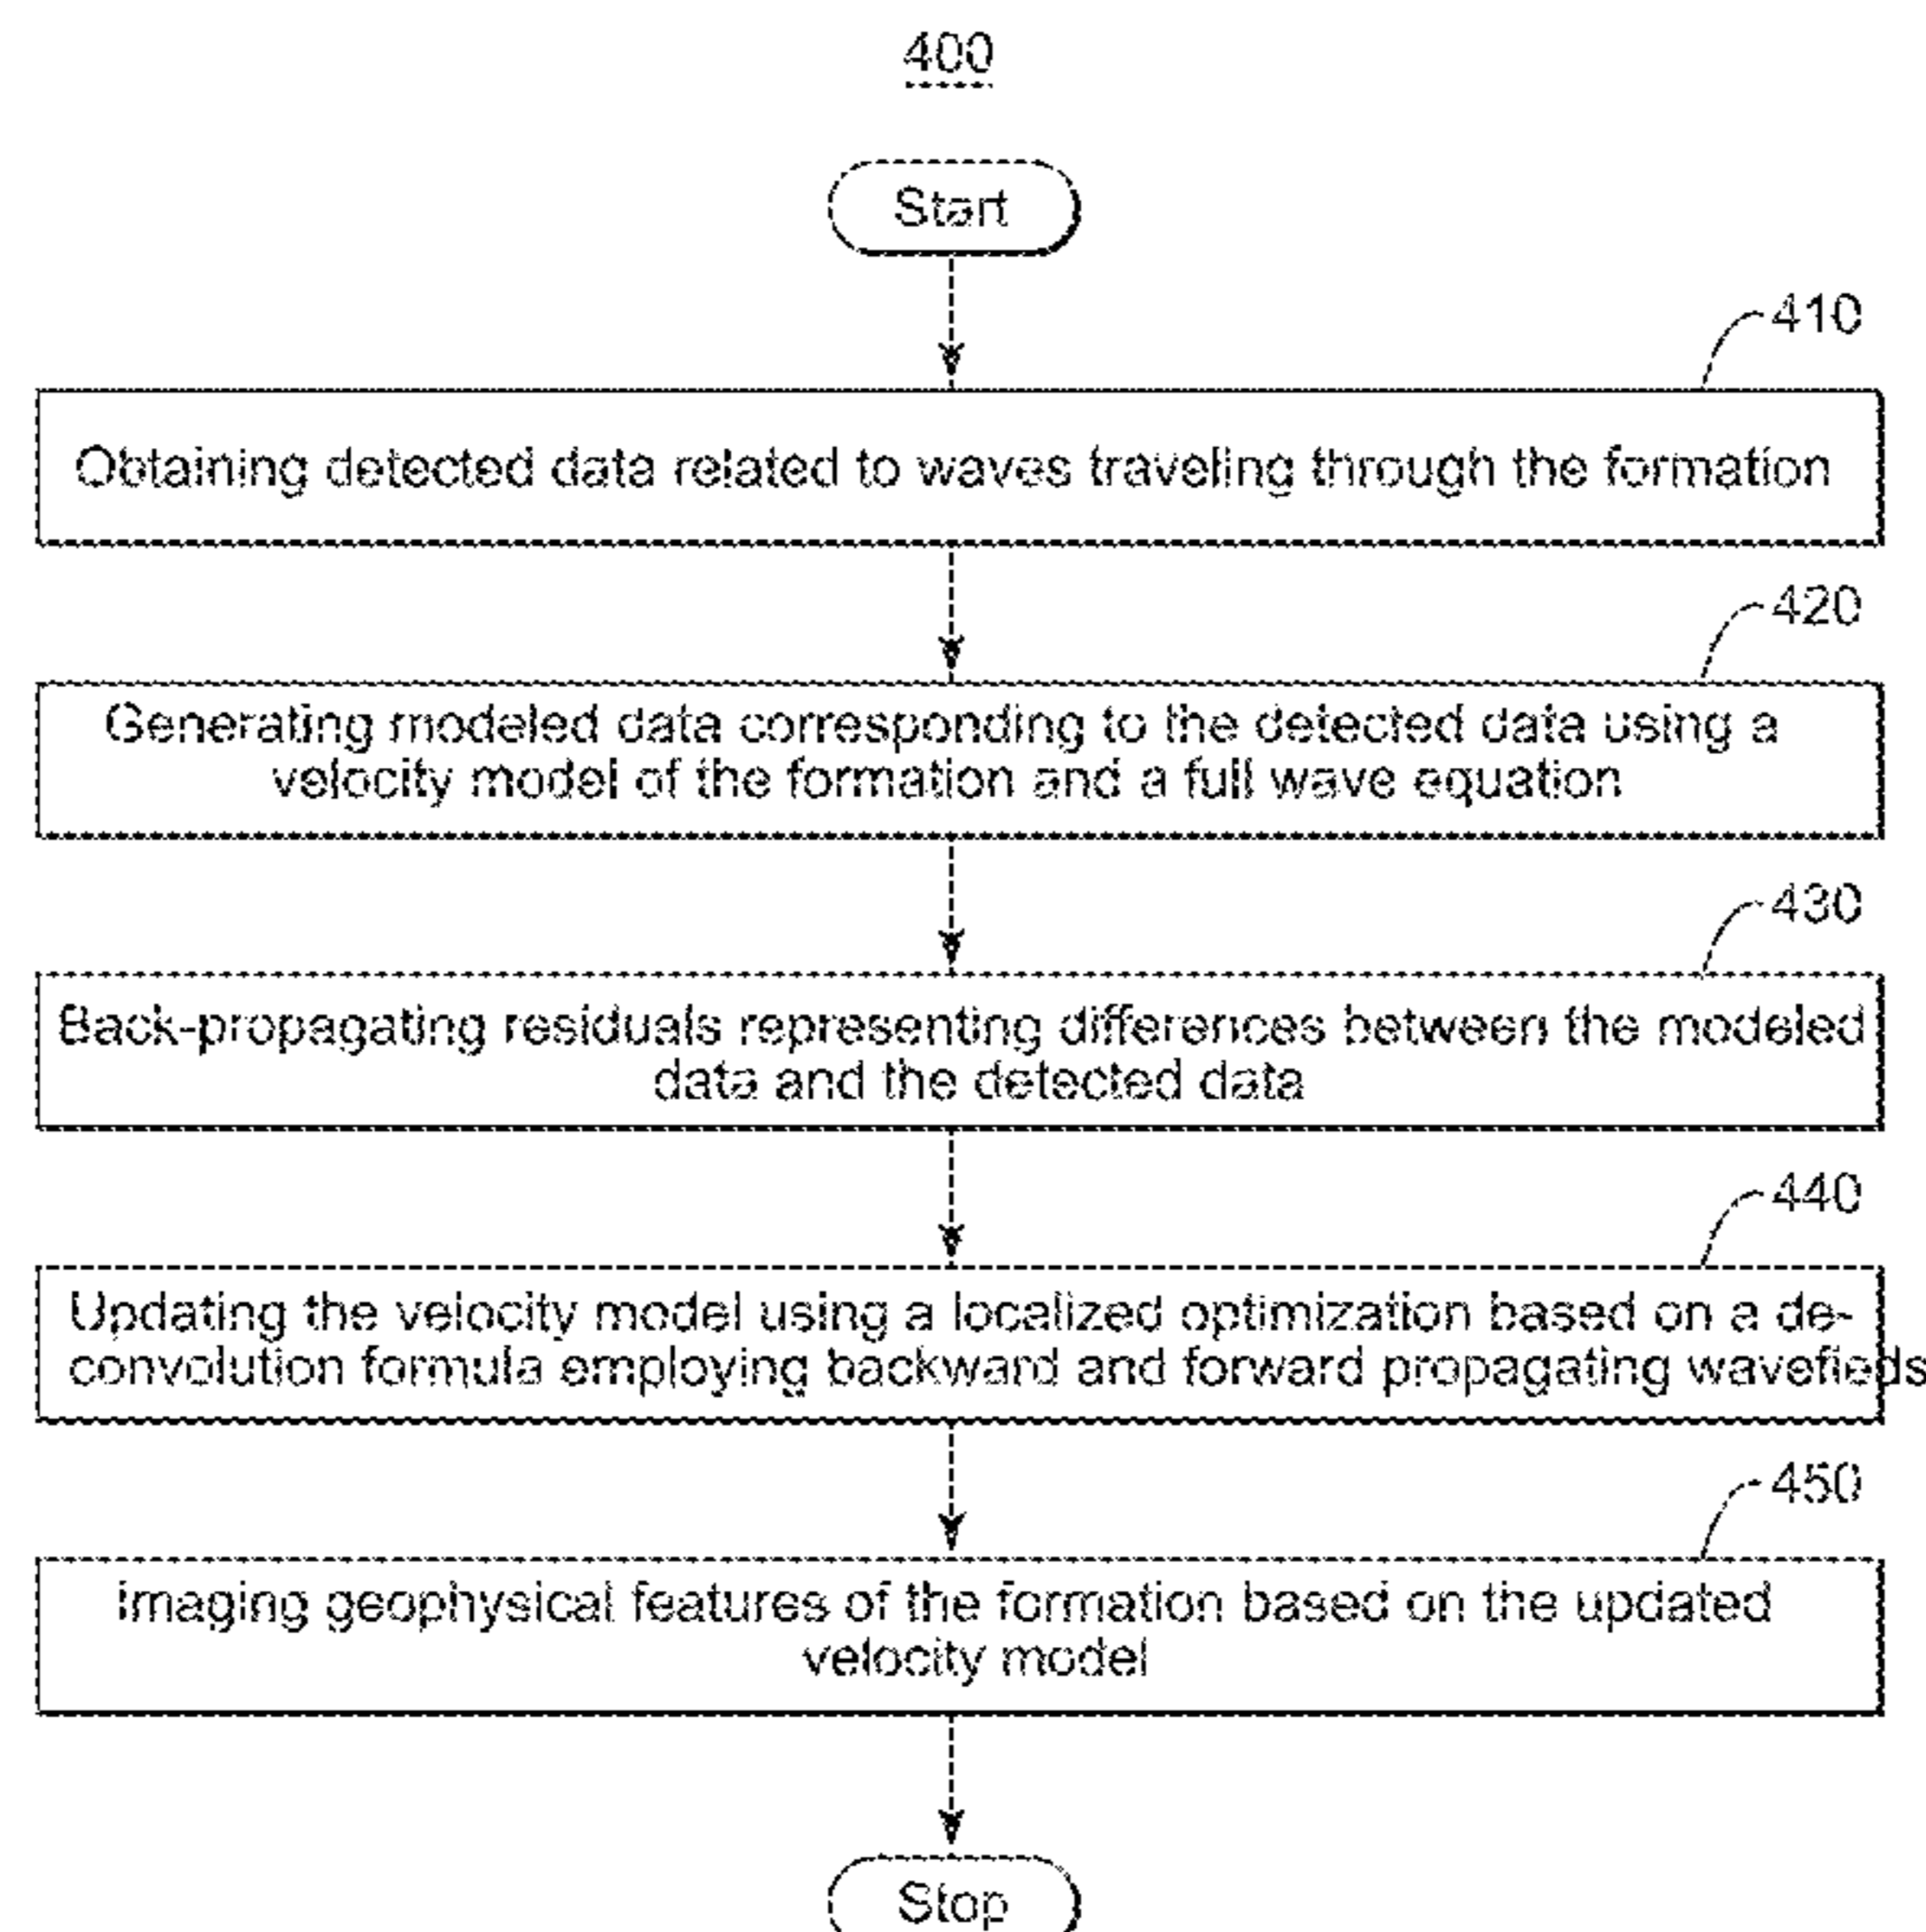 400
Start
410
Obtaining detected data related to waves traveling through the formation
420
Generating modeled data corresponding to the detected data using a
velocity model of the formation and a full wave equation
430
Back-propagating residuals representing differences between the modeled
data and the detected data
440
Updating the velocity model using a localized optimization based on a de-
convolution formula employing backward and forward propagating wavefieds
450
Imaging geophysical features of the formation based on the updated
velocity model
Stop